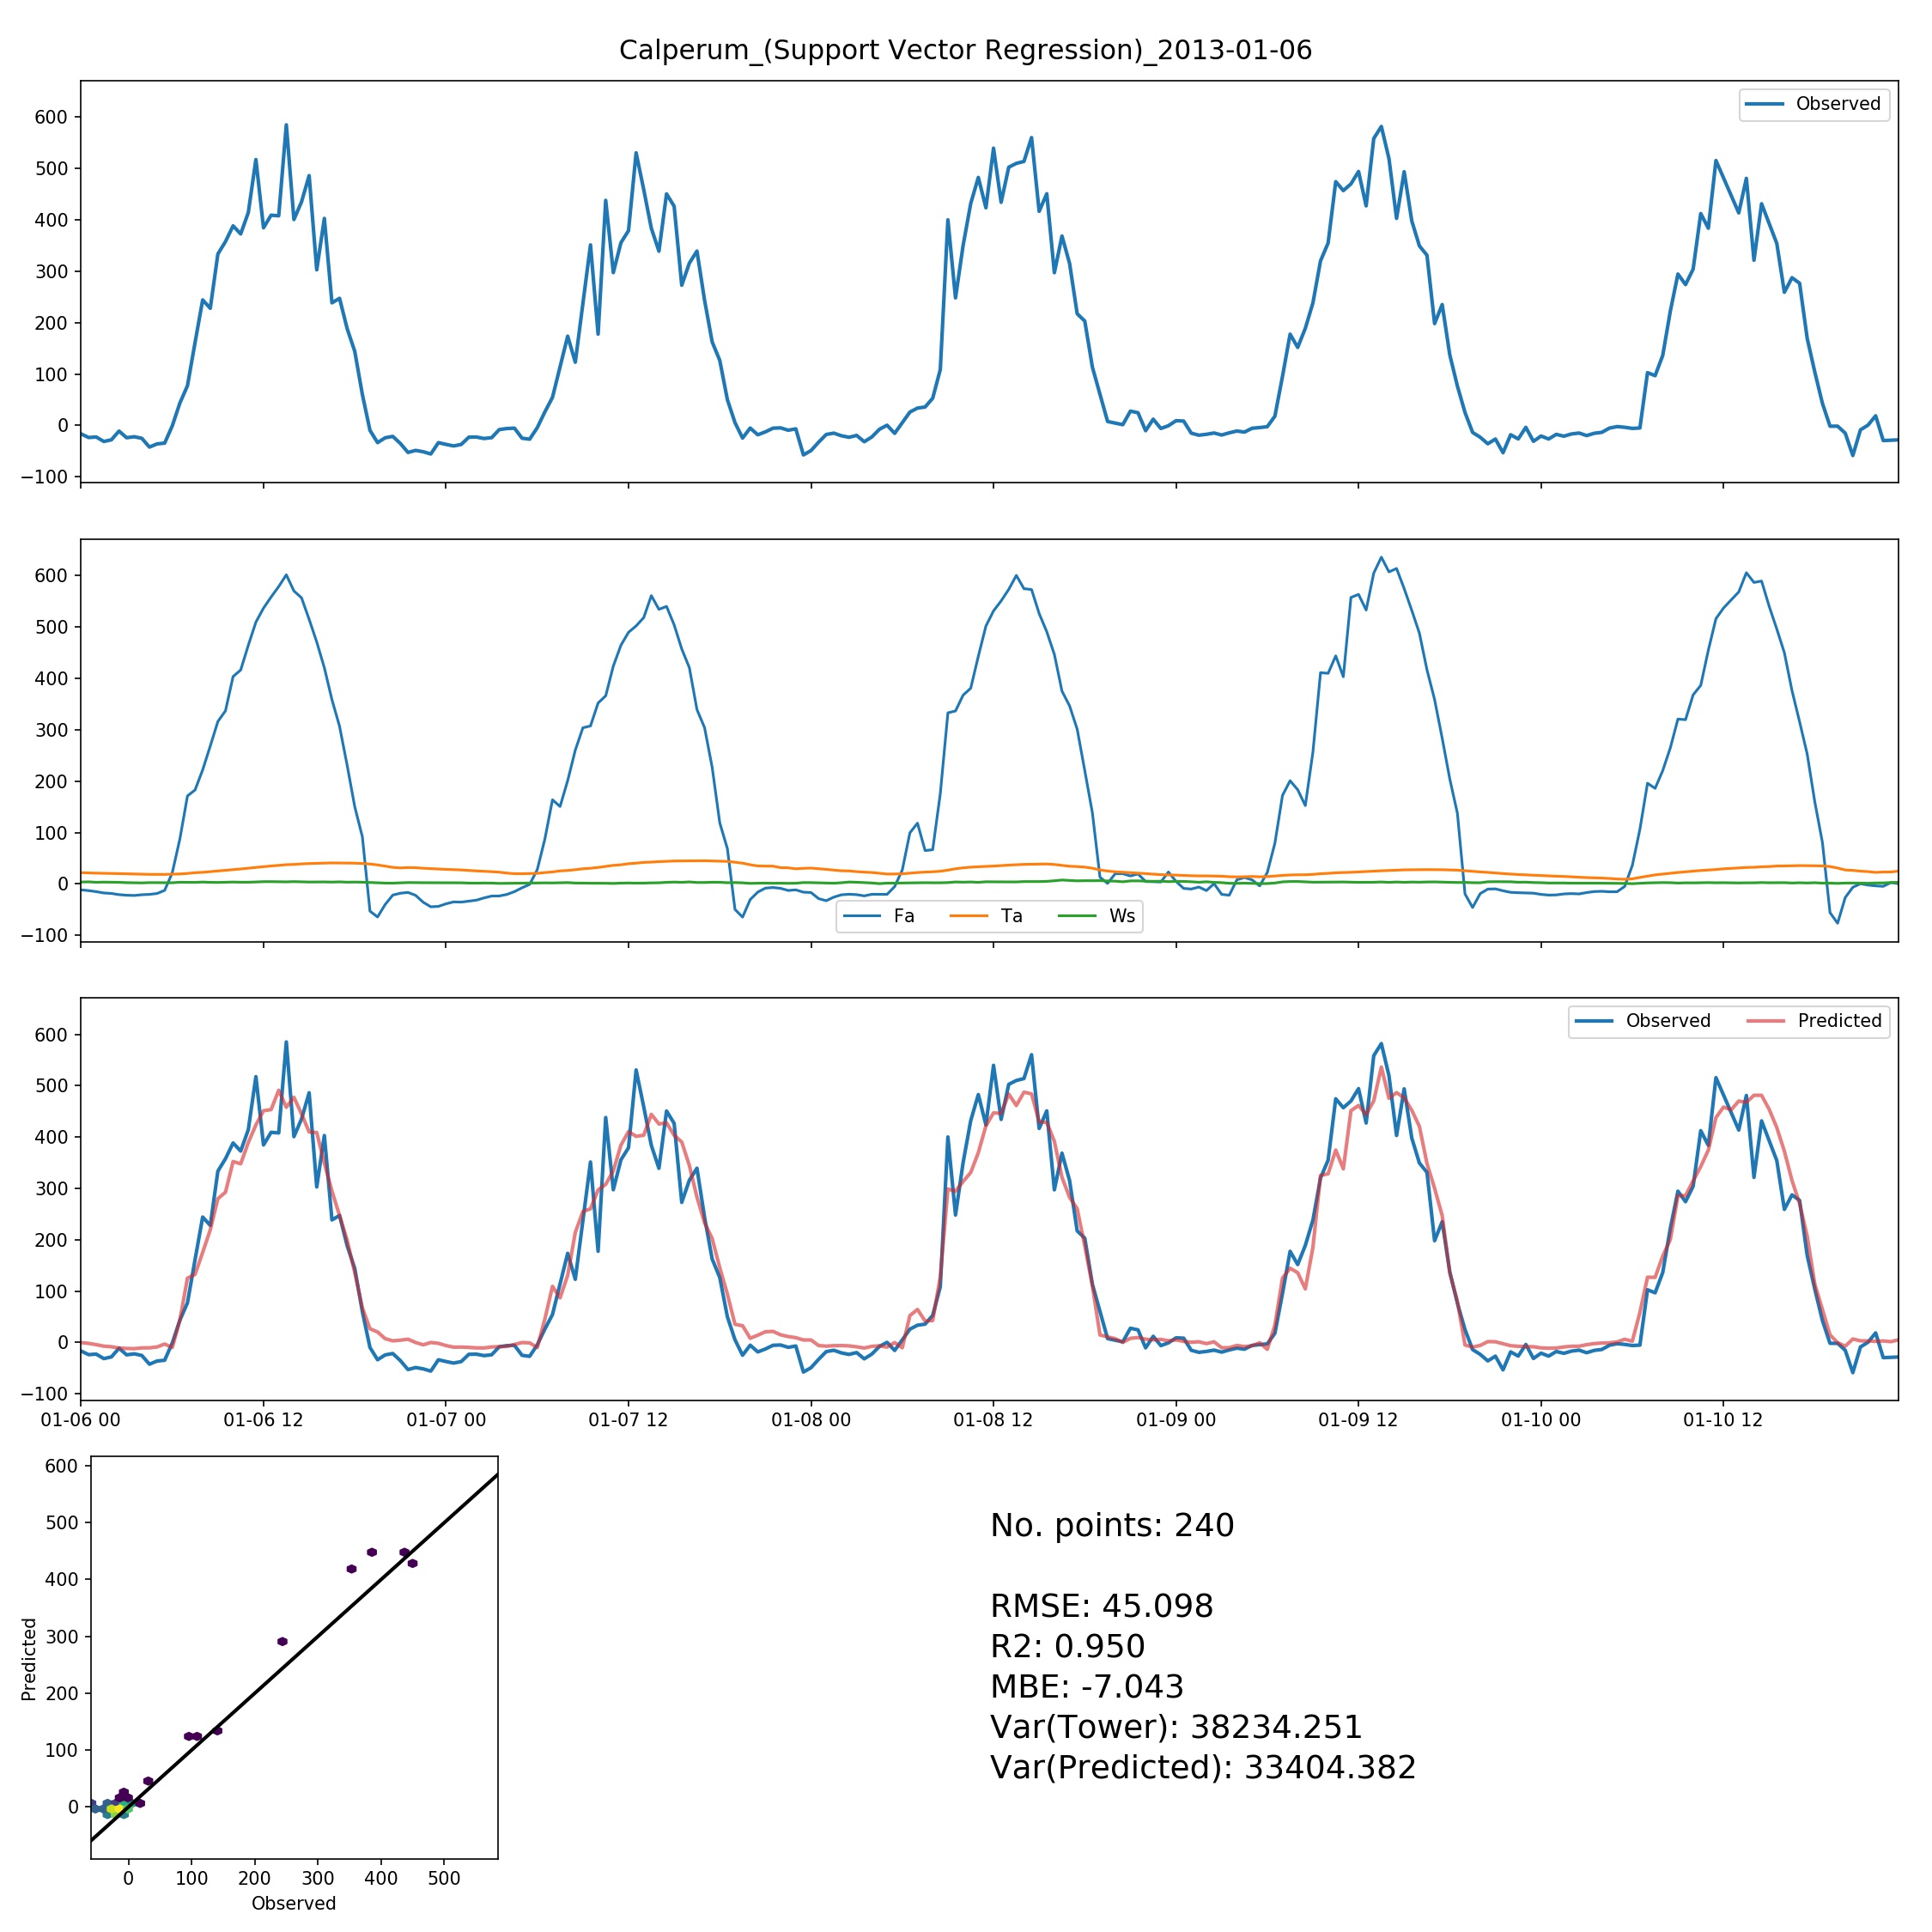 Calperum_(Support Vector Regression)_2013-01-06
Observed
600
500
400
300
200
100
0
−100
600
500
400
300
200
100
0
−100
Fa Ta Ws
Observed Predicted
600
500
400
300
200
100
0
−100
01-06 00 01-06 12 01-07 00 01-07 12 01-08 00 01-08 12 01-09 00 01-09 12 01-10 00 01-10 12
600
500
400
300
200
100
0
Predicted
0 100 200 300 400 500
Observed
No. points: 240
RMSE: 45.098
R2: 0.950
MBE: -7.043
Var(Tower): 38234.251
Var(Predicted): 33404.382